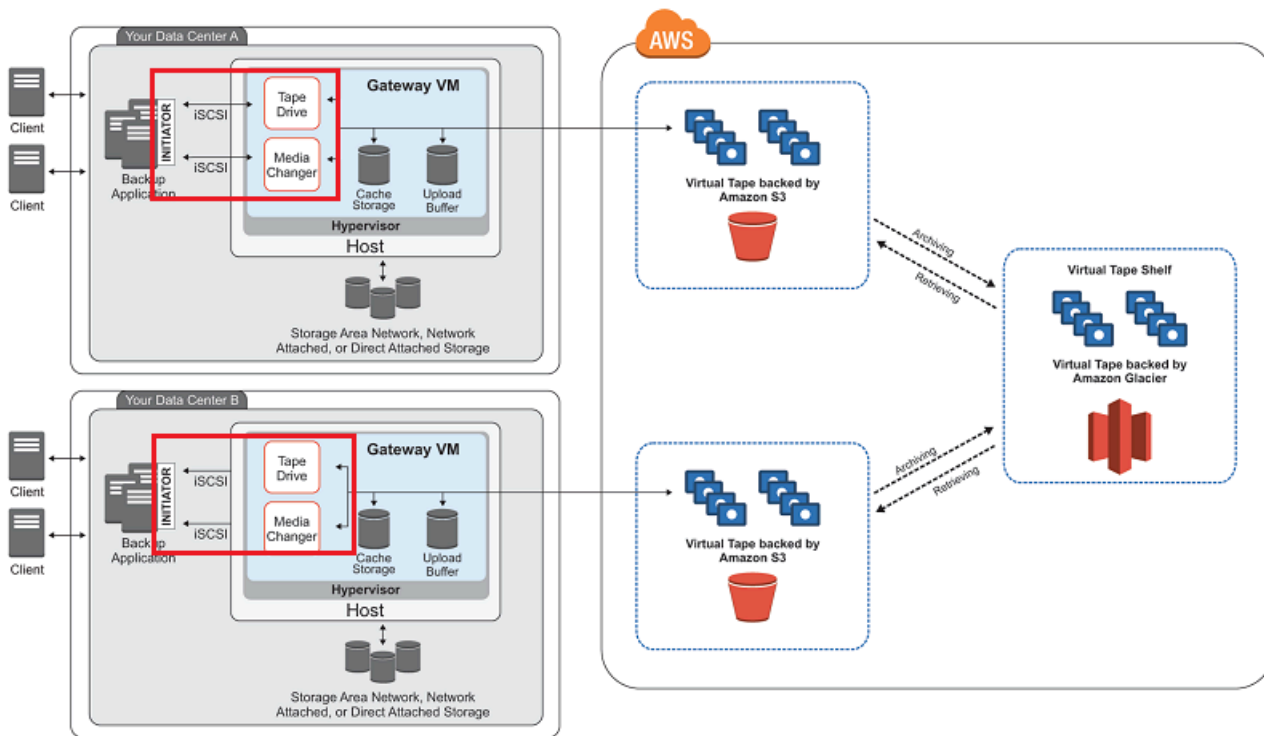 Your Data Center A
Client
Client
Backup
Application
INITIATOR
iSCSI
iSCSI
Gateway VM
Tape
Drive
Media
Changer
Cache
Storage
Upload
Buffer
Hypervisor
Host
Storage Area Network, Network
Attached, or Direct Attached Storage
Your Data Center B
Client
Client
Backup
Application
INITIATOR
iSCSI
iSCSI
Gateway VM
Tape
Drive
Media
Changer
Cache
Storage
Upload
Buffer
Hypervisor
Host
Storage Area Network, Network
Attached, or Direct Attached Storage
AWS
Virtual Tape backed by
Amazon S3
Archiving
Retrieving
Virtual Tape Shelf
Virtual Tape backed by
Amazon Glacier
Archiving
Retrieving
Virtual Tape backed by
Amazon S3